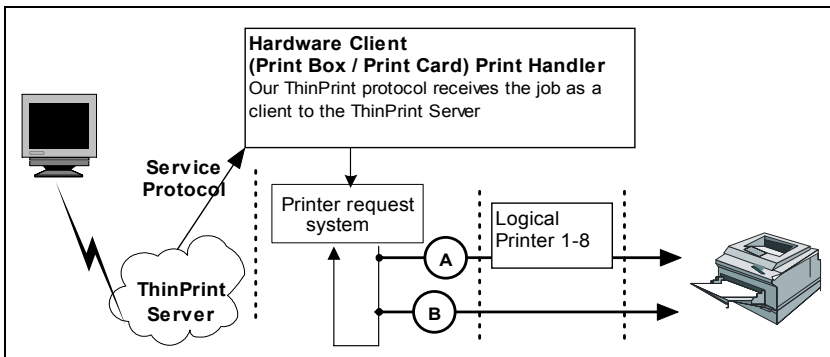 Hardware Client
(Print Box / Print Card) Print Handler
Our ThinPrint protocol receives the job as a
client to the ThinPrint Server
Service
Protocol
Printer request
system
Logical
Printer 1-8
A
ThinPrint
Server
B